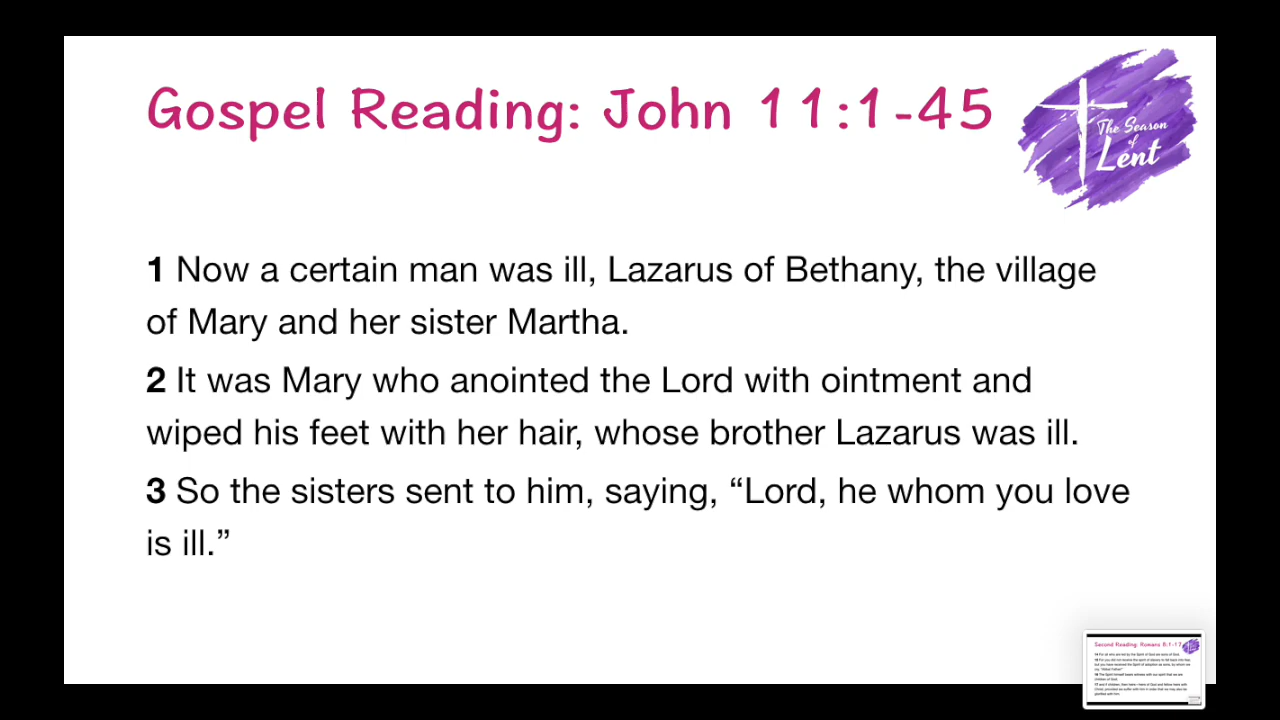 Gospel Reading: John 11:1-45
The Season
of
Lent
1 Now a certain man was ill, Lazarus of Bethany, the village
of Mary and her sister Martha.
2 It was Mary who anointed the Lord with ointment and
wiped his feet with her hair, whose brother Lazarus was ill.
3 So the sisters sent to him, saying, “Lord, he whom you love
is ill.”
Second Reading: Romans 8:1-17